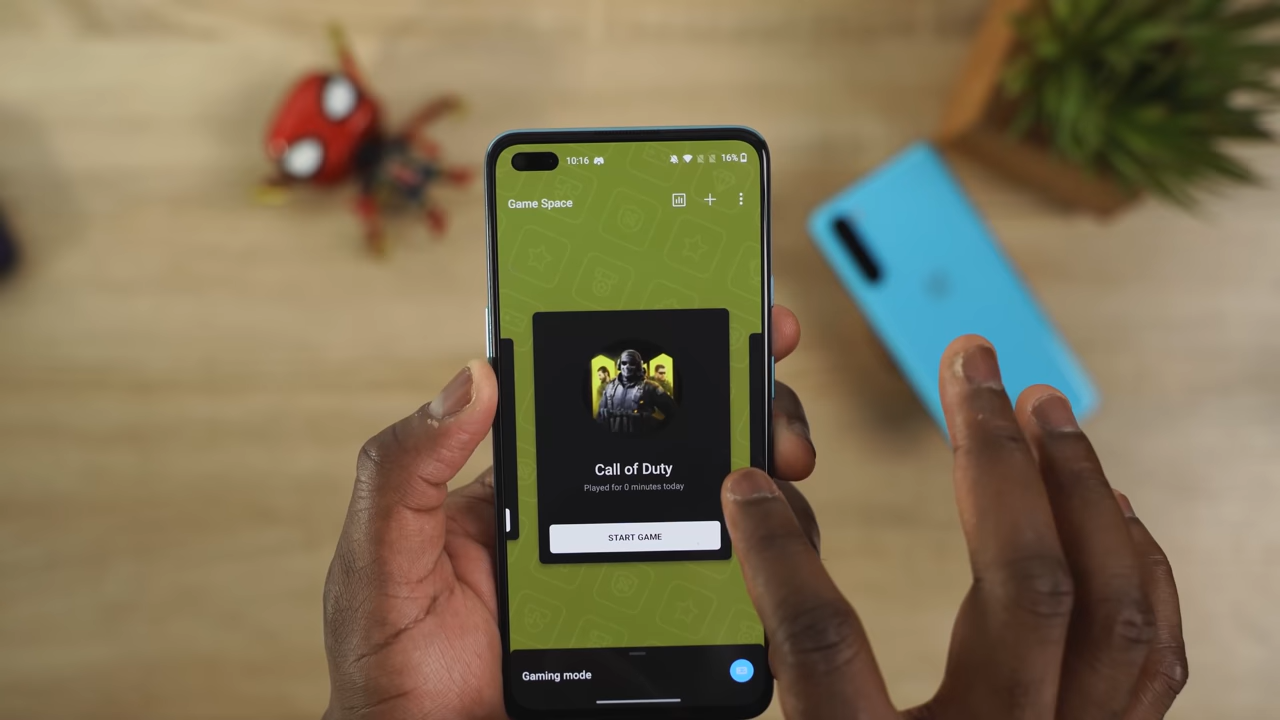 10:16
16%
Game Space
Call of Duty
Played for 0 minutes today
START GAME
Gaming mode